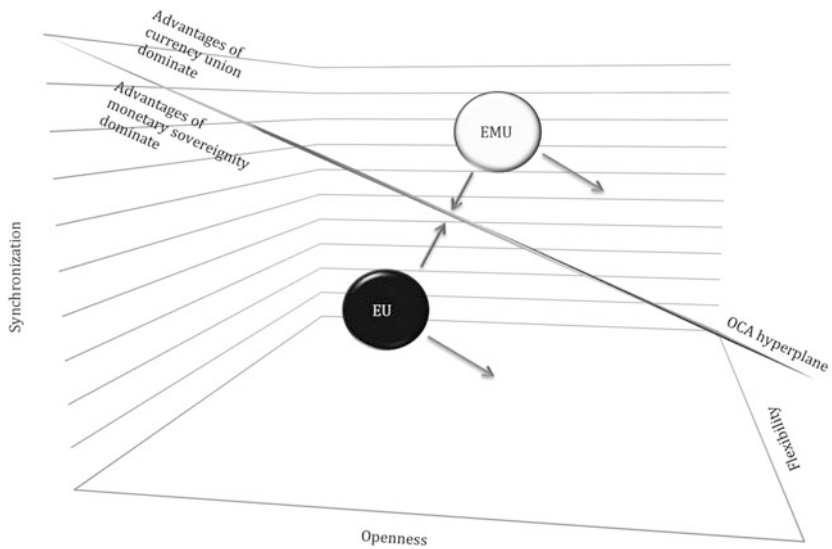 Advantages of
currency union
dominate
Advantages of
monetary sovereignity
dominate
EMU
EU
Synchronization
OCA hyperplane
Flexibility
Openness